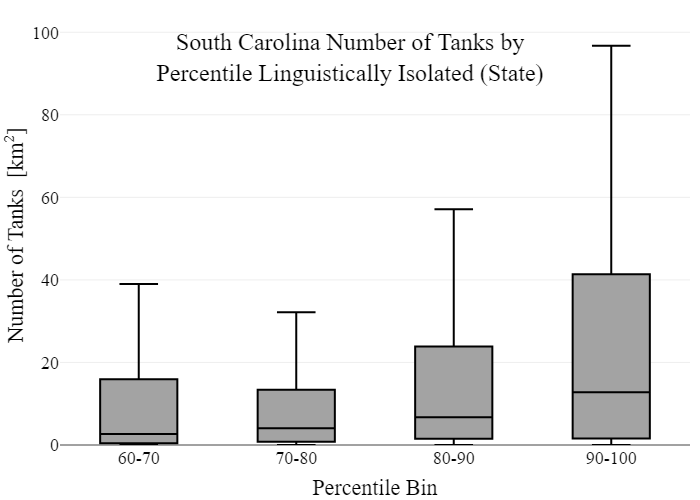 South Carolina Number of Tanks by
Percentile Linguistically Isolated (State)
Number of Tanks [km²]
100
80
60
40
20
0
60-70 70-80 80-90 90-100
Percentile Bin